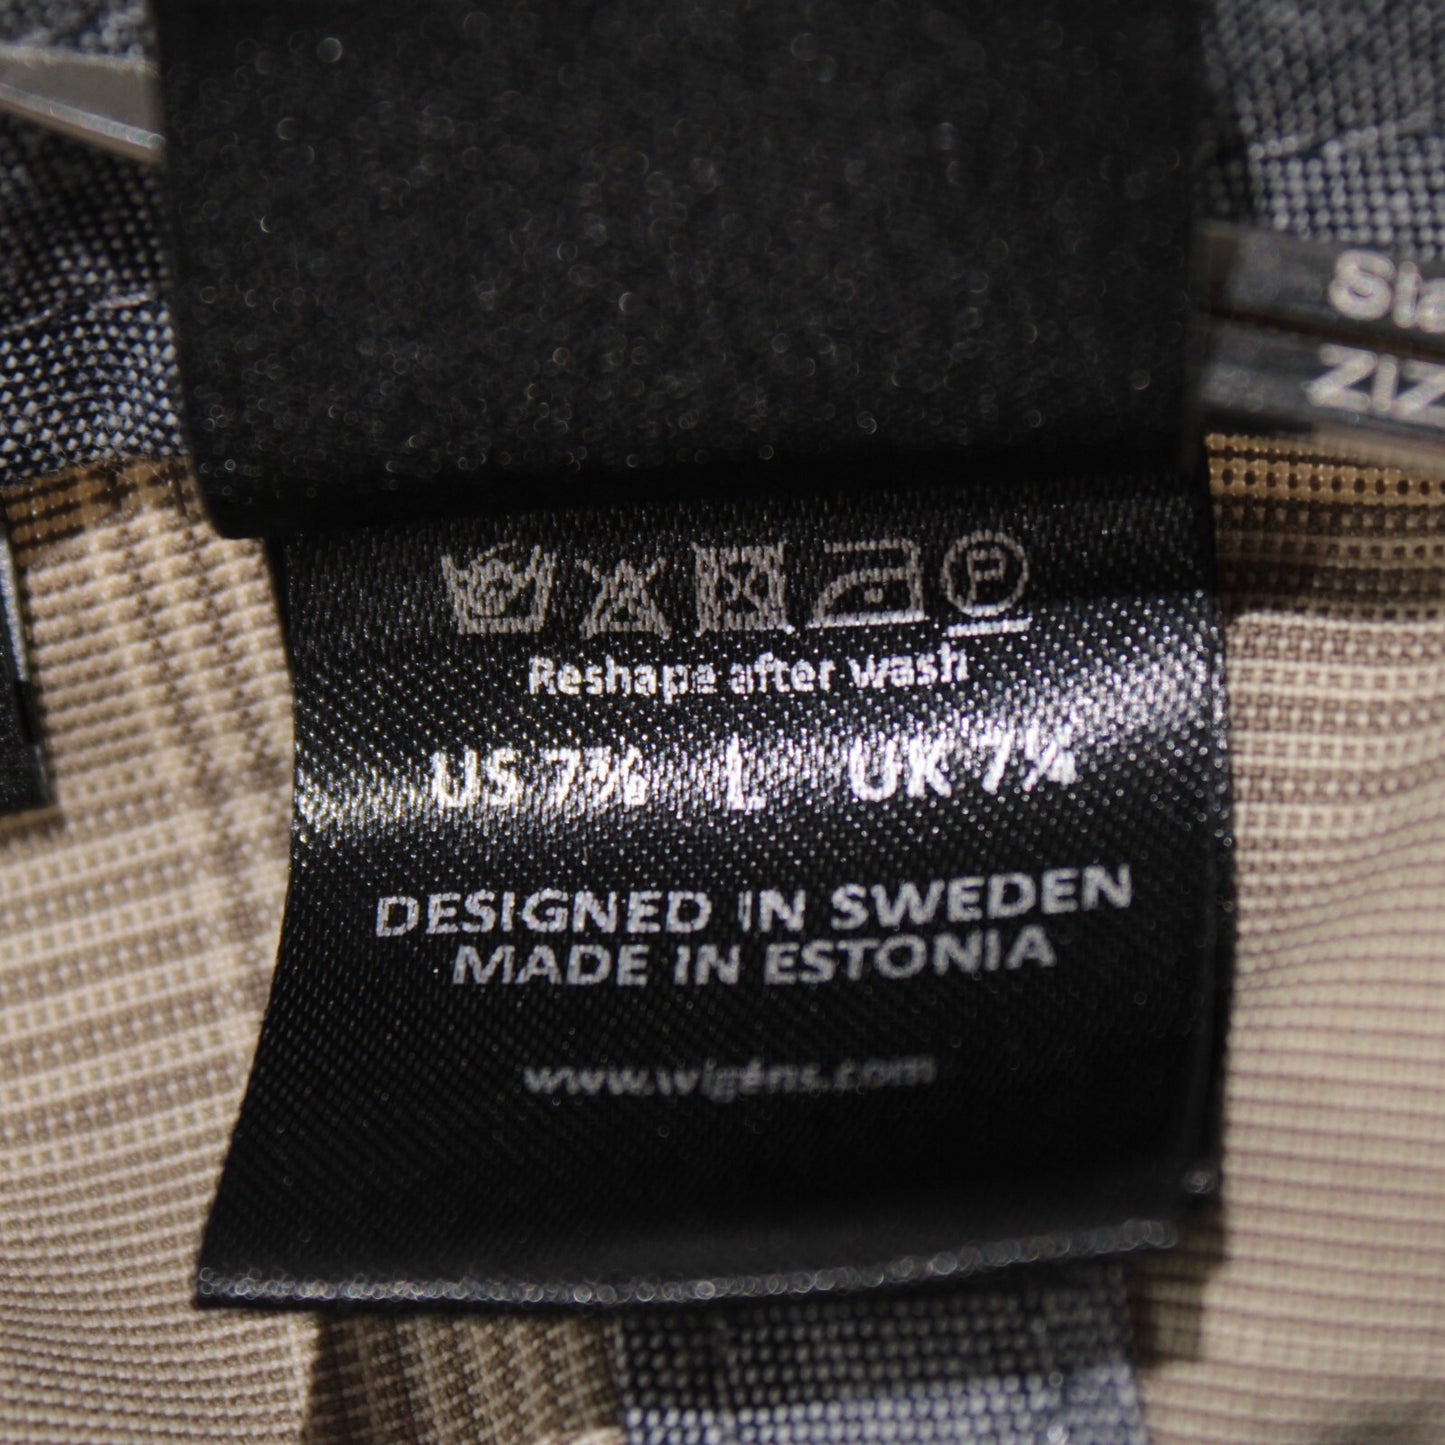 P
Reshape after wash
US 7⅜ L UK 7¼
DESIGNED IN SWEDEN
MADE IN ESTONIA
www.wigéns.com